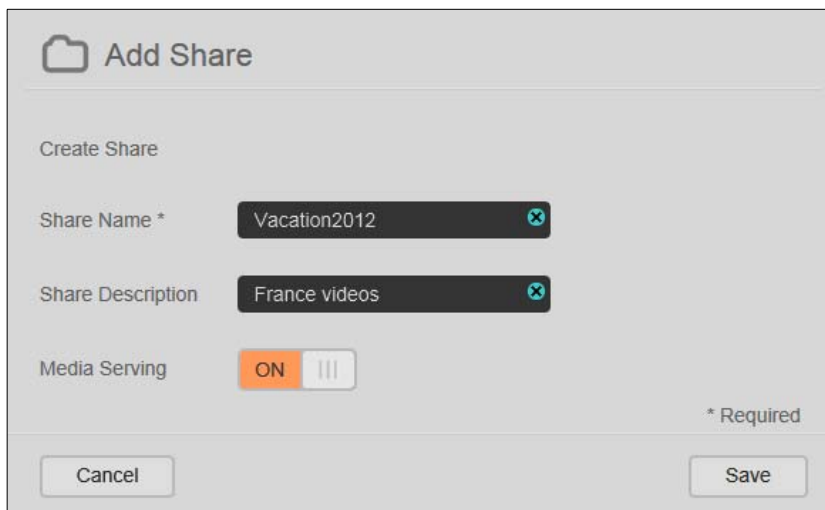 Add Share
Create Share
Share Name * Vacation2012
Share Description France videos
Media Serving ON
* Required
Cancel Save